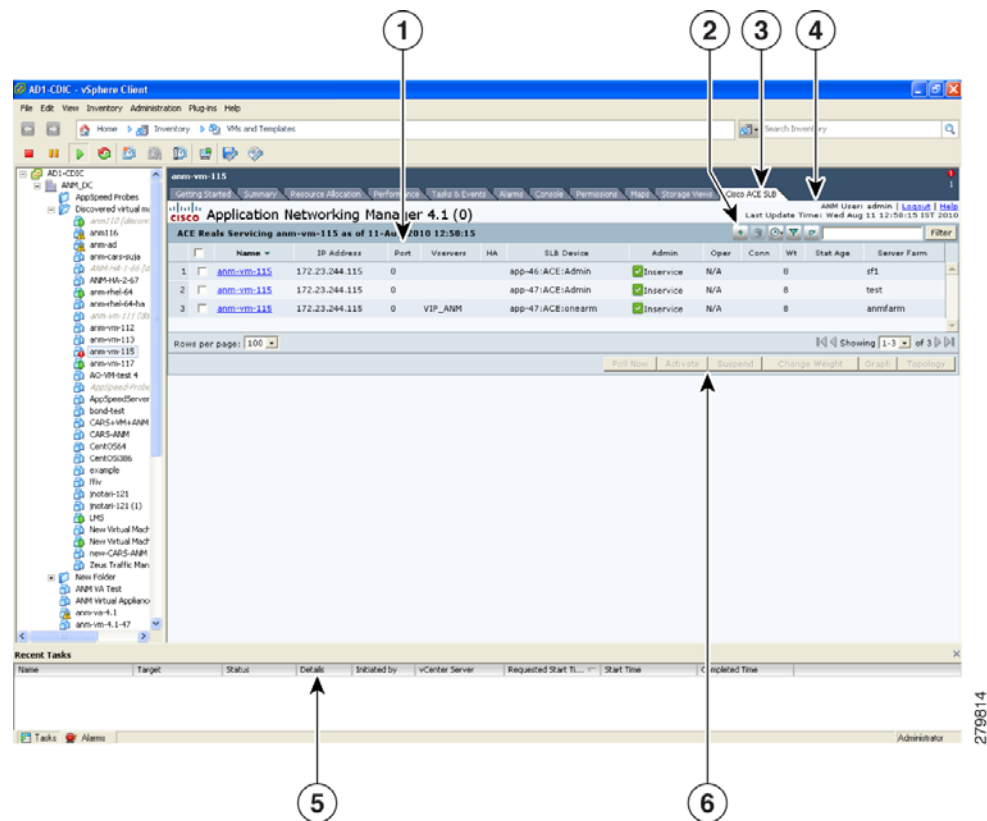 1 2 3 4
AD1-CDIC - vSphere Client
File Edit View Inventory Administration Plug-ins Help
Home Inventory VMs and Templates Search Inventory
AD1-CDIC
ANM_DC
AppSpeed Probes
Discovered virtual m
anm116
anm-ad
anm-cars-suja
ANM-HA-2-67
anm-rhel-64
anm-rhel-64-ha
anm-vm-112
anm-vm-113
anm-vm-115
anm-vm-117
AO-VM-test 4
AppSpeed-Probe
AppSpeedServer
bond-test
CARS+VM+ANM
CARS-ANM
CentOS64
CentOSi386
example
ffiv
jnotari-121
jnotari-121 (1)
LMS
New Virtual Mach
New Virtual Mach
new-CARS-ANM
Zeus Traffic Man
New Folder
ANM VA Test
ANM Virtual Applianc
anm-va-4.1
anm-vm-4.1-47
anm-vm-115
1
Getting Started Summary Resource Allocation Performance Tasks & Events Alarms Console Permissions Maps Storage Views Cisco ACE SLB
CISCO Application Networking Manager 4.1 (0)
ANM User: admin | Logout | Help
Last Update Time: Wed Aug 11 12:58:15 IST 2010
ACE Reals Servicing anm-vm-115 as of 11-Aug-2010 12:58:15 Filter
Name IP Address Port Vservers HA SLB Device Admin Oper Conn Wt Stat Age Server Farm
1 anm-vm-115 172.23.244.115 0 app-46:ACE:Admin Inservice N/A 8 sf1
2 anm-vm-115 172.23.244.115 0 app-47:ACE:Admin Inservice N/A 8 test
3 anm-vm-115 172.23.244.115 0 VIP_ANM app-47:ACE:onearm Inservice N/A 8 anmfarm
Rows per page: 100 Showing 1-3 of 3
Poll Now Activate Suspend Change Weight Graph Topology
Recent Tasks
Name Target Status Details Initiated by vCenter Server Requested Start Ti... Start Time Completed Time
Tasks Alarms Administrator
279814
5 6